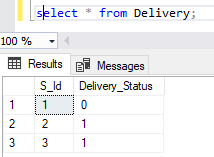 select * from Delivery;
100 %
Results Messages
S_Id Delivery_Status
1 1 0
2 2 1
3 3 1